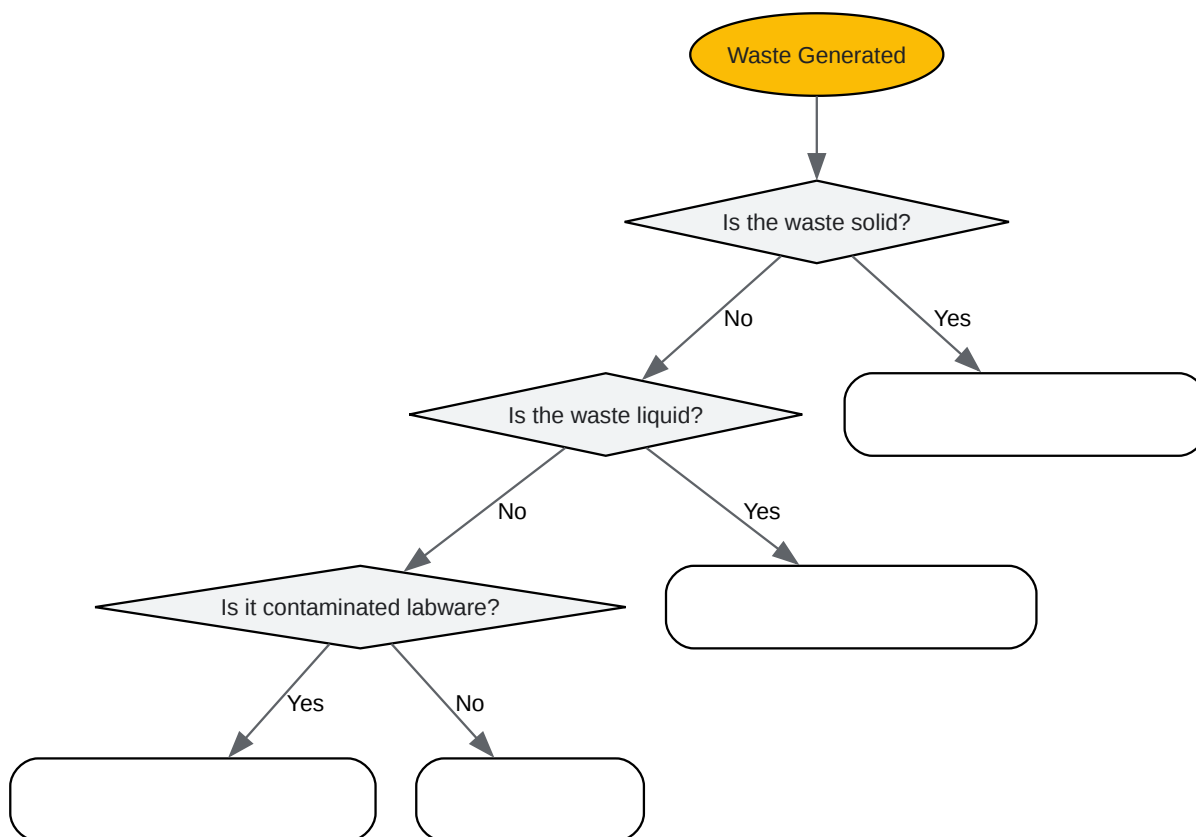 Waste Generated
Is the waste solid?
No
Yes
Is the waste liquid?
No
Yes
Is it contaminated labware?
Yes
No